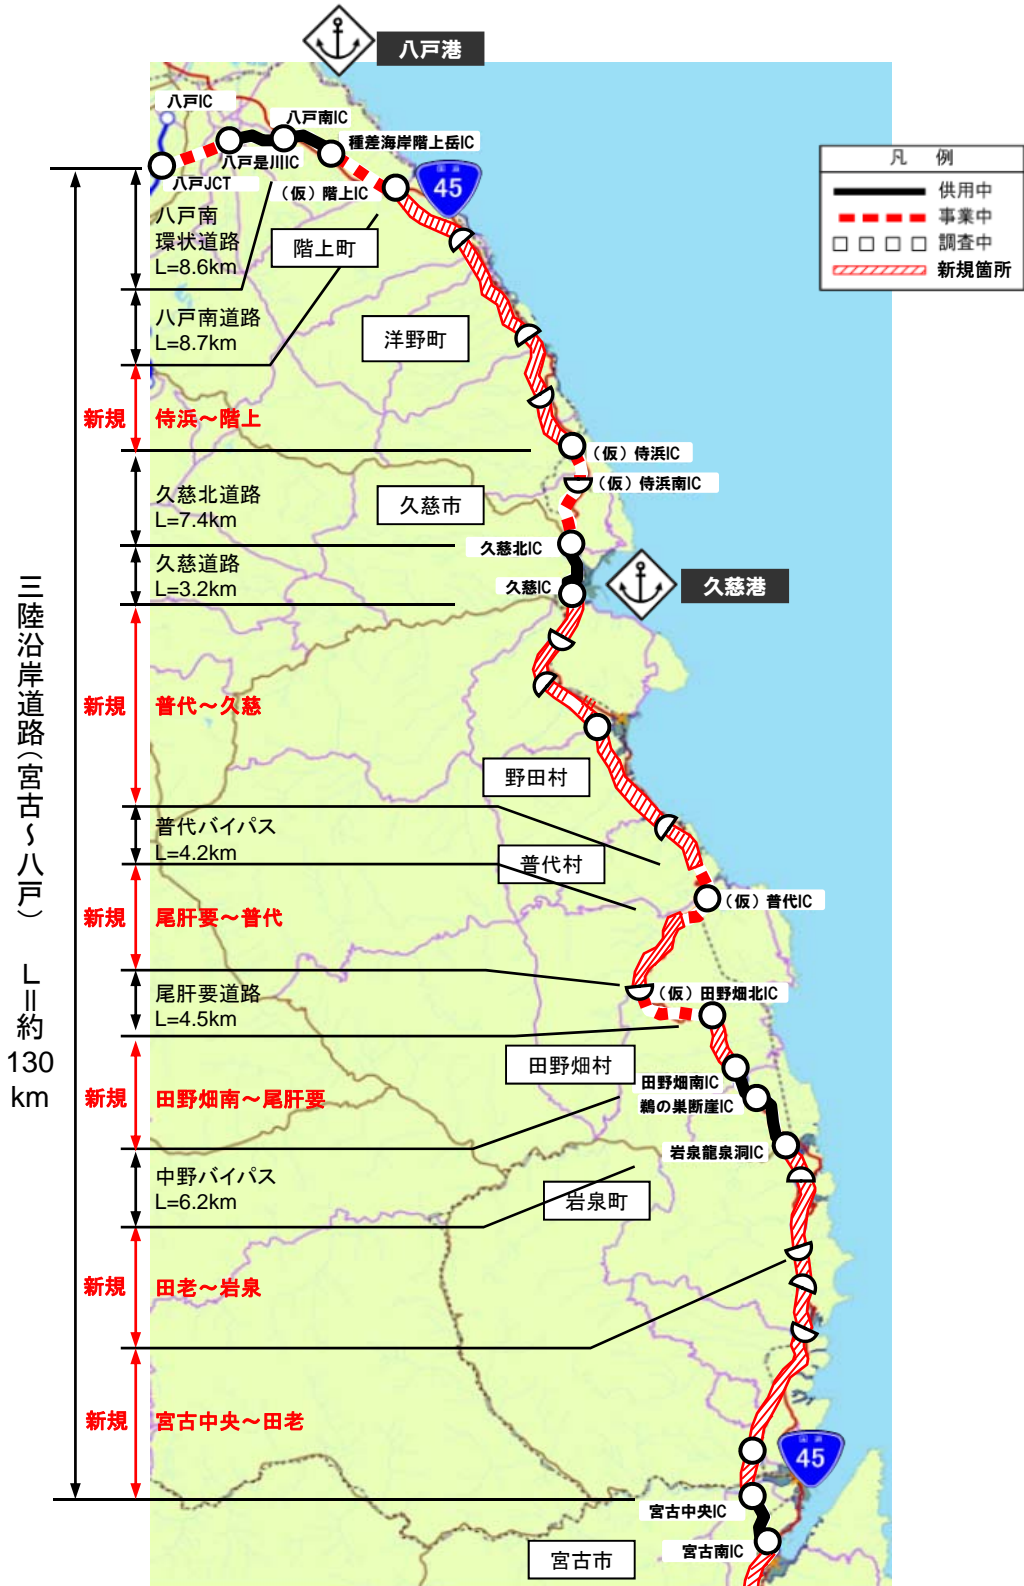 八戸港
八戸IC
八戸南IC
種差海岸階上岳IC
八戸是川IC
八戸JCT
(仮)階上IC
国道
45
凡 例
供用中
事業中
調査中
新規箇所
八戸南
環状道路
L=8.6km
階上町
八戸南道路
L=8.7km
洋野町
新規
侍浜~階上
(仮)侍浜IC
(仮)侍浜南IC
久慈北道路
L=7.4km
久慈市
久慈北IC
久慈道路
L=3.2km
久慈IC
久慈港
新規
普代~久慈
野田村
普代バイパス
L=4.2km
普代村
(仮)普代IC
新規
尾肝要~普代
尾肝要道路
L=4.5km
(仮)田野畑北IC
田野畑村
新規
田野畑南~尾肝要
田野畑南IC
鵜の巣断崖IC
岩泉龍泉洞IC
中野バイパス
L=6.2km
岩泉町
新規
田老~岩泉
新規
宮古中央~田老
国道
45
宮古中央IC
宮古南IC
宮古市
三陸沿岸道路(宮古~八戸) L=約130km